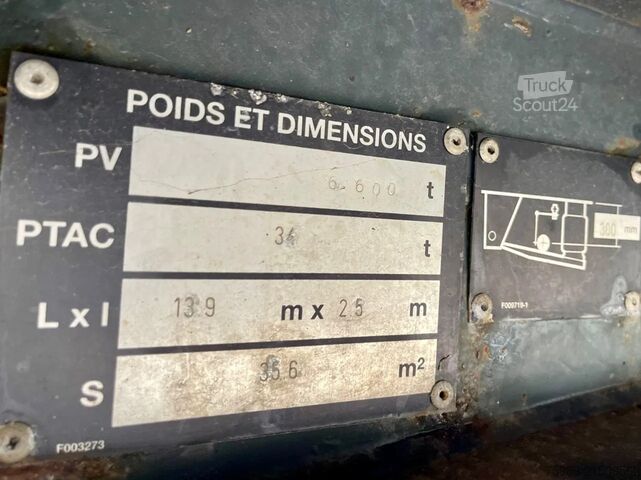 Truck
Scout24
POIDS ET DIMENSIONS
PV 6.600 t
PTAC 34 t
L x l 13.9 m x 2.5 m
S 35.6 m²
F003273
300 mm
F009719-1